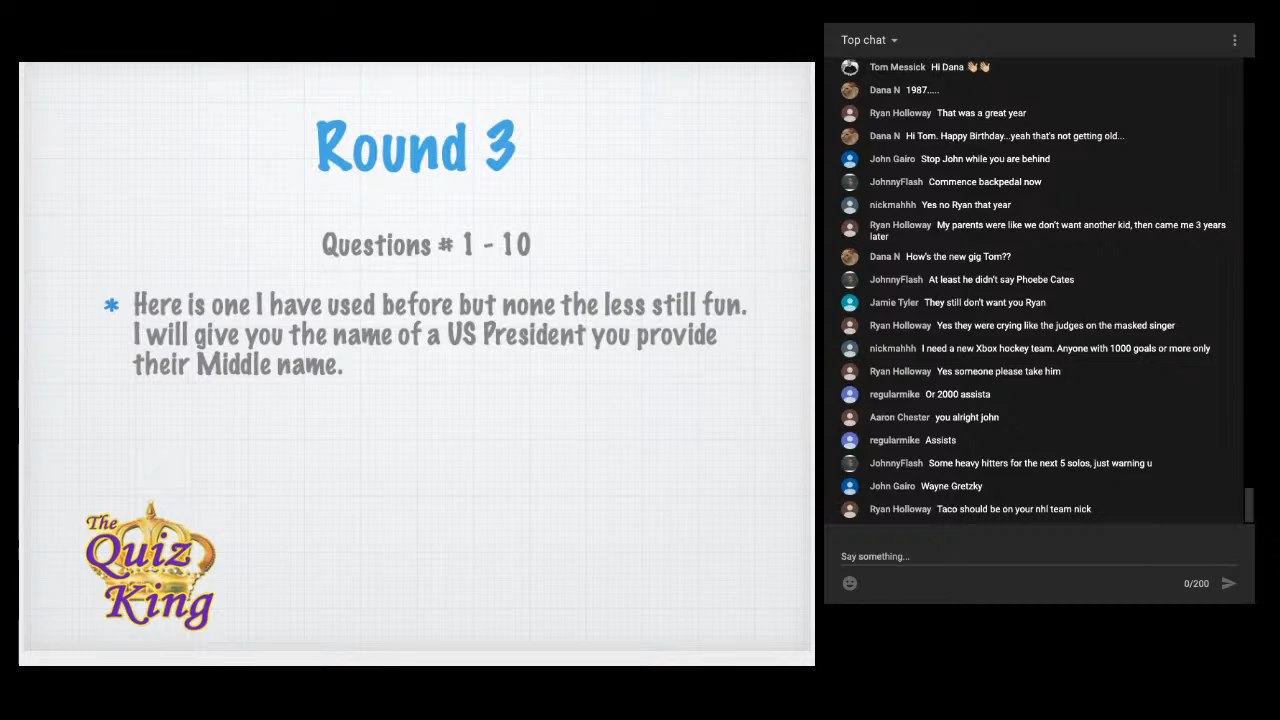 Round 3
Questions # 1 - 10
Here is one I have used before but none the less still fun.
I will give you the name of a US President you provide
their Middle name.
The
Quiz
King
Top chat
Tom Messick Hi Dana 👋🏼👋🏼
Dana N 1987.....
Ryan Holloway That was a great year
Dana N Hi Tom. Happy Birthday...yeah that's not getting old...
John Gairo Stop John while you are behind
JohnnyFlash Commence backpedal now
nickmahhh Yes no Ryan that year
Ryan Holloway My parents were like we don't want another kid, then came me 3 years
later
Dana N How's the new gig Tom??
JohnnyFlash At least he didn't say Phoebe Cates
Jamie Tyler They still don't want you Ryan
Ryan Holloway Yes they were crying like the judges on the masked singer
nickmahhh I need a new Xbox hockey team. Anyone with 1000 goals or more only
Ryan Holloway Yes someone please take him
regularmike Or 2000 assista
Aaron Chester you alright john
regularmike Assists
JohnnyFlash Some heavy hitters for the next 5 solos, just warning u
John Gairo Wayne Gretzky
Ryan Holloway Taco should be on your nhl team nick
Say something...
0/200